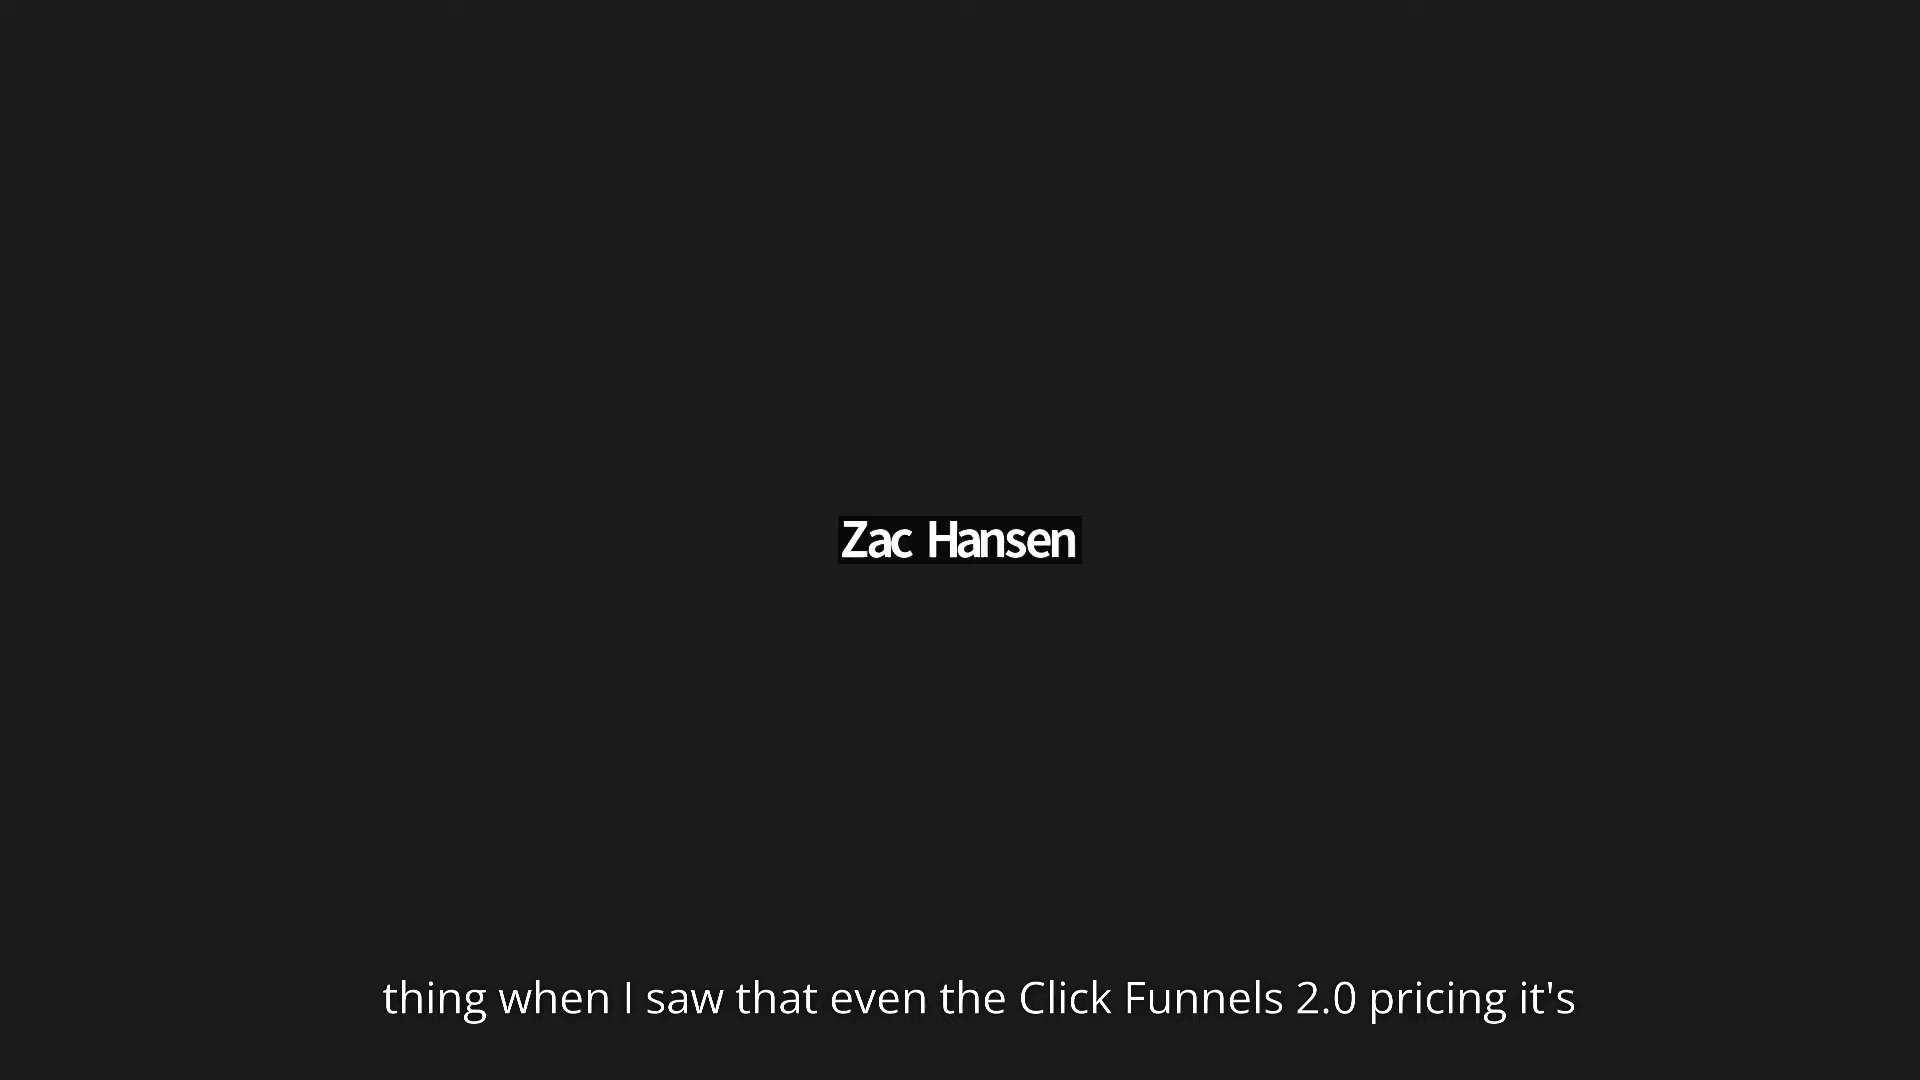 Zac Hansen
thing when I saw that even the Click Funnels 2.0 pricing it's